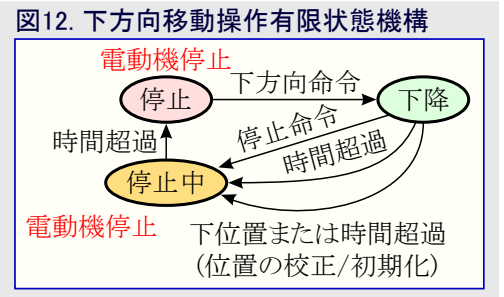 図12. 下方向移動操作有限状態機構
電動機停止
停止
下方向命令
下降
停止命令
時間超過
時間超過
停止中
電動機停止
下位置または時間超過
(位置の校正/初期化)